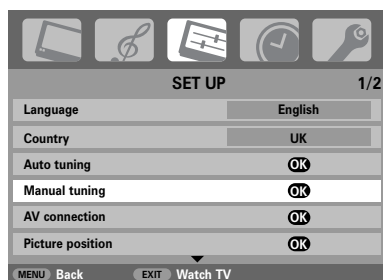 SET UP 1/2
Language English
Country UK
Auto tuning OK
Manual tuning OK
AV connection OK
Picture position OK
MENU Back EXIT Watch TV